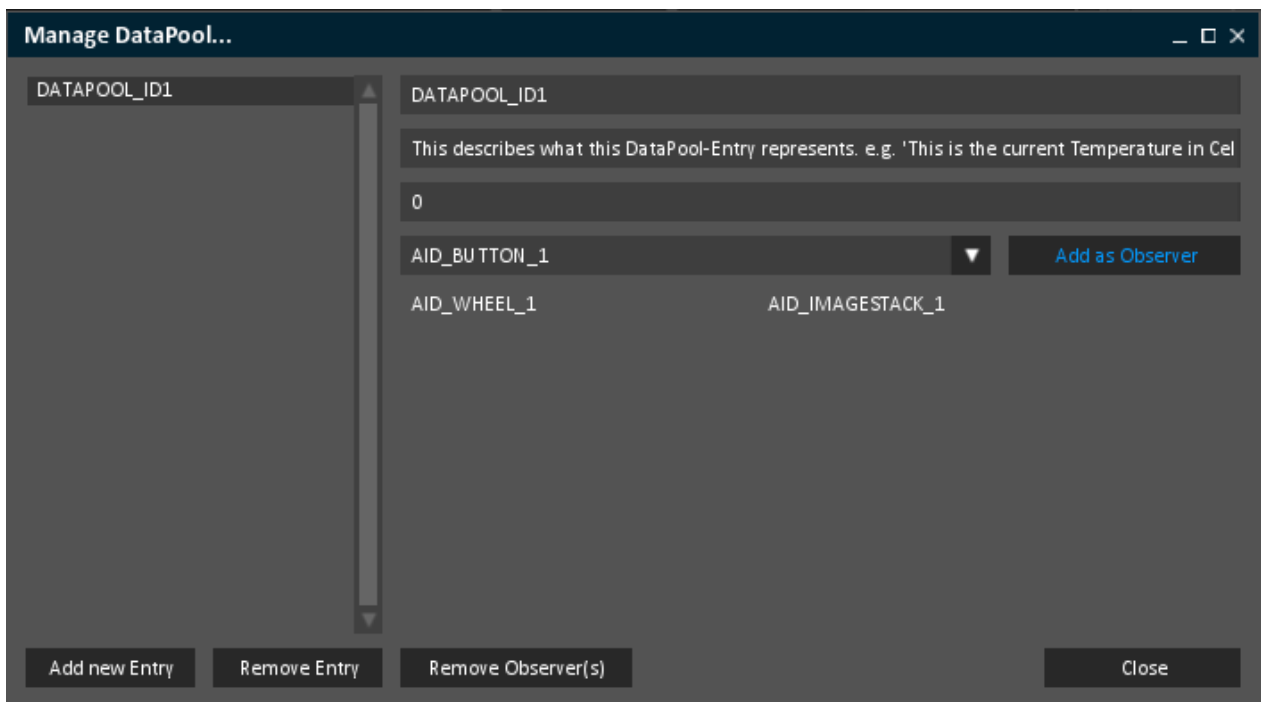 Manage DataPool...
DATAPOOL_ID1
DATAPOOL_ID1
This describes what this DataPool-Entry represents. e.g. 'This is the current Temperature in Cel
0
AID_BUTTON_1
Add as Observer
AID_WHEEL_1 AID_IMAGESTACK_1
Add new Entry Remove Entry Remove Observer(s) Close